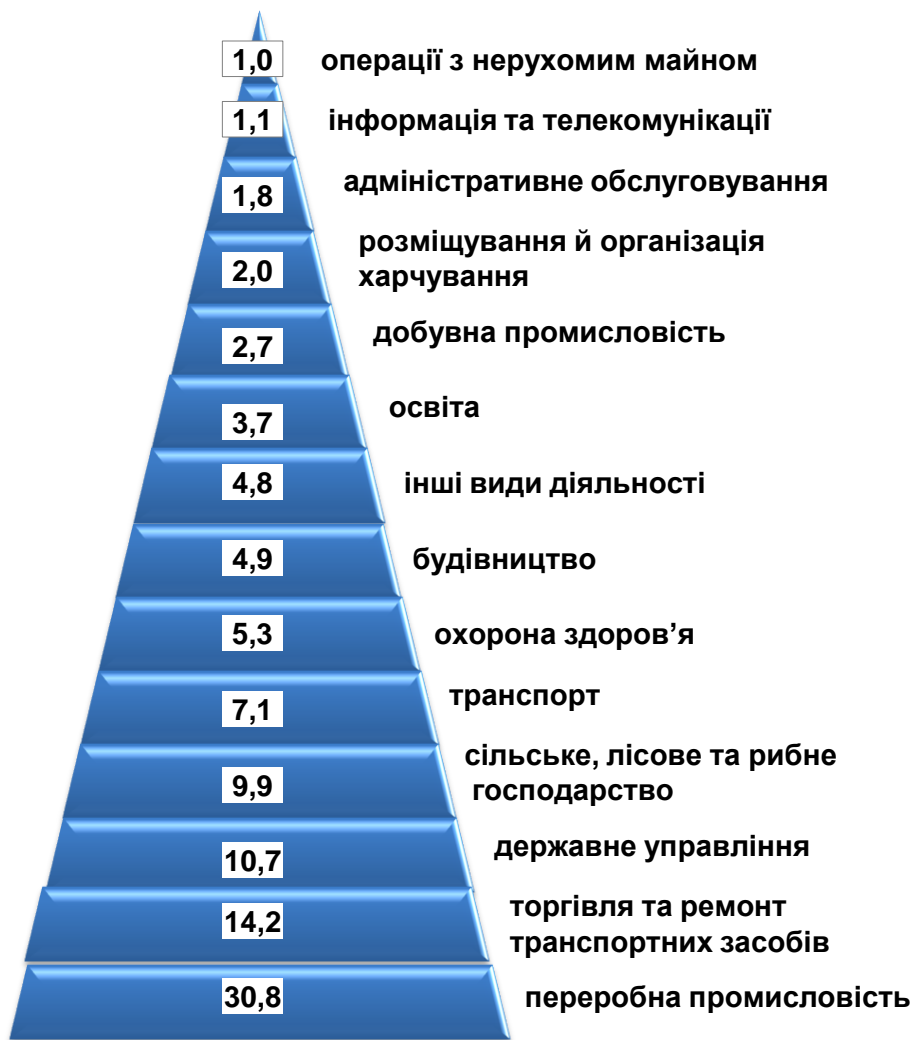 1,0 операції з нерухомим майном
1,1 інформація та телекомунікації
1,8 адміністративне обслуговування
2,0 розміщування й організація
харчування
2,7 добувна промисловість
3,7 освіта
4,8 інші види діяльності
4,9 будівництво
5,3 охорона здоров’я
7,1 транспорт
9,9 сільське, лісове та рибне
господарство
10,7 державне управління
14,2 торгівля та ремонт
транспортних засобів
30,8 переробна промисловість